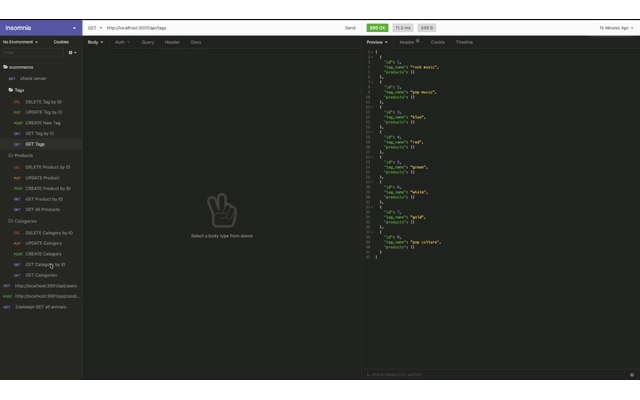 Insomnia
GET http://localhost:3001/api/tags
Send
200 OK
11.3 ms
598 B
15 Minutes Ago
No Environment
Cookies
Body
Auth
Query
Header
Docs
Preview
Header
Cookie
Timeline
Filter
ecommerce
GET check server
Tags
DEL DELETE Tag by ID
PUT UPDATE Tag by ID
POST CREATE New Tag
GET GET Tag by ID
GET GET Tags
Products
DEL DELETE Product by ID
PUT UPDATE Product
POST CREATE Product by ID
GET GET Product by ID
GET GET All Products
Categories
DEL DELETE Category by ID
PUT UPDATE Category
POST CREATE Category
GET GET Category by ID
GET GET Categories
GET http://localhost:3001/api/users
POST http://localhost:3001/api/send...
GET Zookeepr GET all animals
Select a body type from above
[
{
"id": 1,
"tag_name": "rock music",
"products": []
},
{
"id": 2,
"tag_name": "pop music",
"products": []
},
{
"id": 3,
"tag_name": "blue",
"products": []
},
{
"id": 4,
"tag_name": "red",
"products": []
},
{
"id": 5,
"tag_name": "green",
"products": []
},
{
"id": 6,
"tag_name": "white",
"products": []
},
{
"id": 7,
"tag_name": "gold",
"products": []
},
{
"id": 8,
"tag_name": "pop culture",
"products": []
}
]
$.store.books[*].author